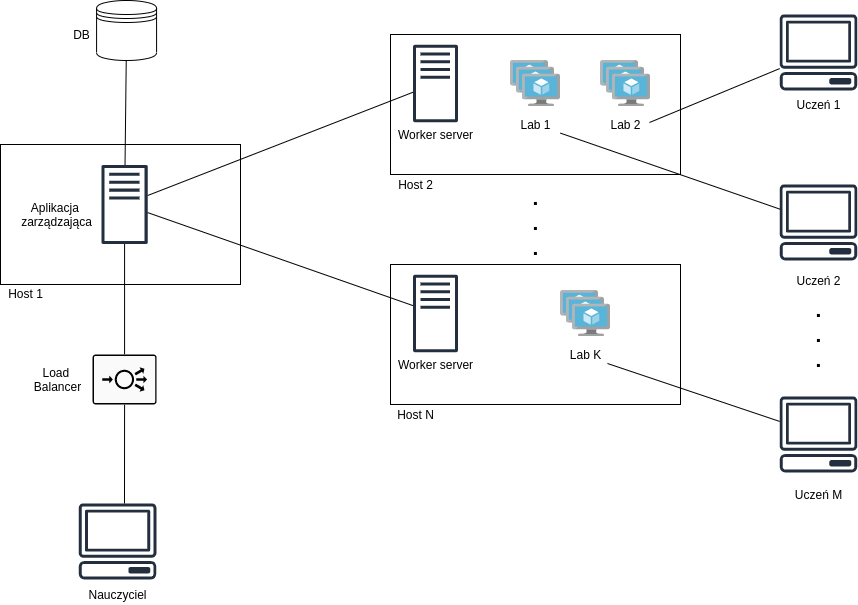 DB
Aplikacja
zarządzająca
Host 1
Load
Balancer
Nauczyciel
Worker server
Lab 1
Lab 2
Host 2
Worker server
Lab K
Host N
Uczeń 1
Uczeń 2
Uczeń M